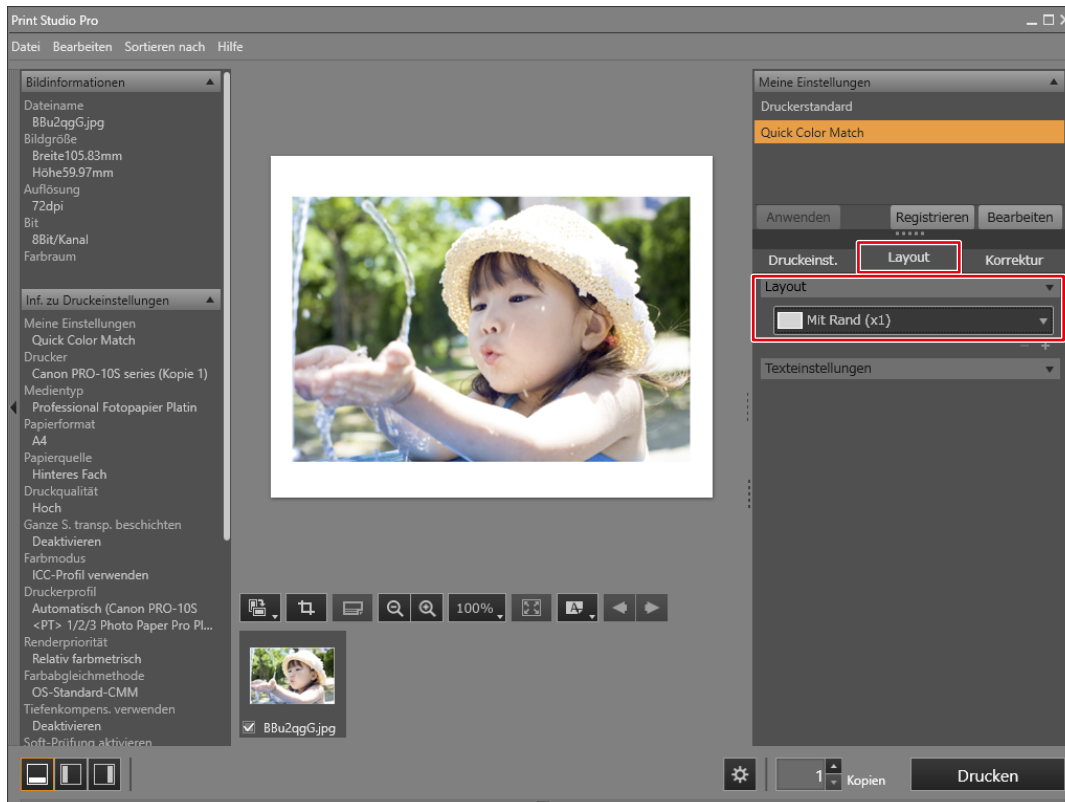 Print Studio Pro
Datei Bearbeiten Sortieren nach Hilfe
Bildinformationen
Dateiname
BBu2qgG.jpg
Bildgröße
Breite105.83mm
Höhe59.97mm
Auflösung
72dpi
Bit
8Bit/Kanal
Farbraum
Inf. zu Druckeinstellungen
Meine Einstellungen
Quick Color Match
Drucker
Canon PRO-10S series (Kopie 1)
Medientyp
Professional Fotopapier Platin
Papierformat
A4
Papierquelle
Hinteres Fach
Druckqualität
Hoch
Ganze S. transp. beschichten
Deaktivieren
Farbmodus
ICC-Profil verwenden
Druckerprofil
Automatisch (Canon PRO-10S
<PT> 1/2/3 Photo Paper Pro Pl...
Renderpriorität
Relativ farbmetrisch
Farbabgleichmethode
OS-Standard-CMM
Tiefenkompens. verwenden
Deaktivieren
Soft-Prüfung aktivieren
100%
A
BBu2qgG.jpg
Meine Einstellungen
Druckerstandard
Quick Color Match
Anwenden Registrieren Bearbeiten
Druckeinst. Layout Korrektur
Layout
Mit Rand (x1)
Texteinstellungen
1 Kopien Drucken